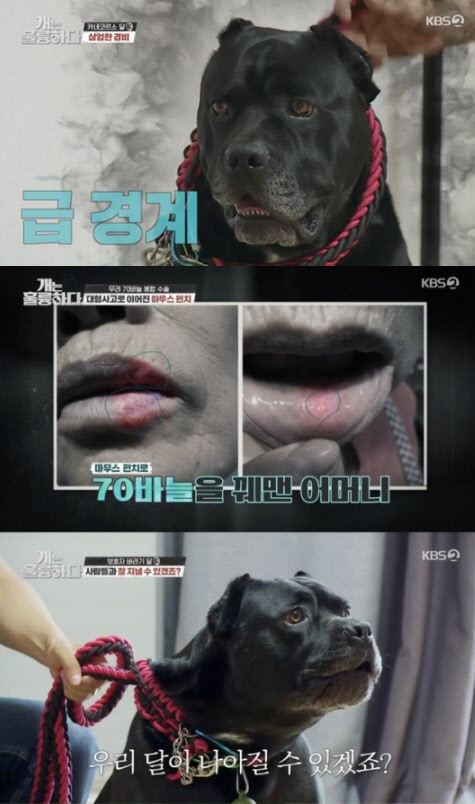 개는
훌륭하다
카네코르소 달
삼엄한 경비
KBS2
급 경계
개는
훌륭하다
무려 70바늘 봉합 수술
대형사고로 이어진 마우스 펀치
KBS2
마우스 펀치로
70바늘을 꿰맨 어머니
개는
훌륭하다
보호자 바라기 달
사람들과 잘 지낼 수 있겠죠?
KBS2
우리 달이 나아질 수 있겠죠?